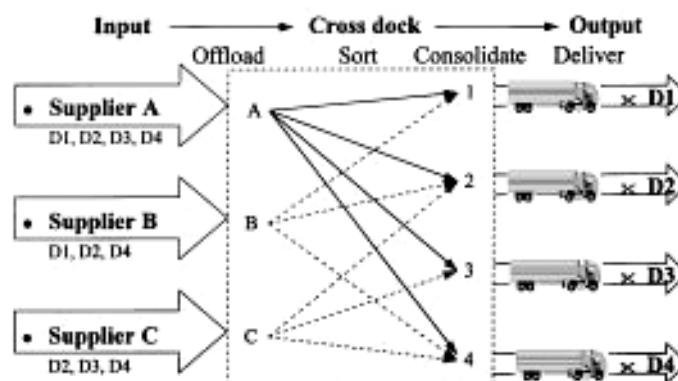 Input Cross dock Output
Offload Sort Consolidate Deliver
• Supplier A
D1, D2, D3, D4
A
1
× D1
2
× D2
• Supplier B
D1, D2, D4
B
3
× D3
• Supplier C
D2, D3, D4
C
4
× D4